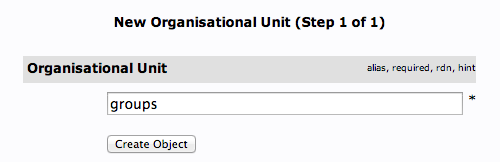 New Organisational Unit (Step 1 of 1)
Organisational Unit alias, required, rdn, hint
groups *
Create Object